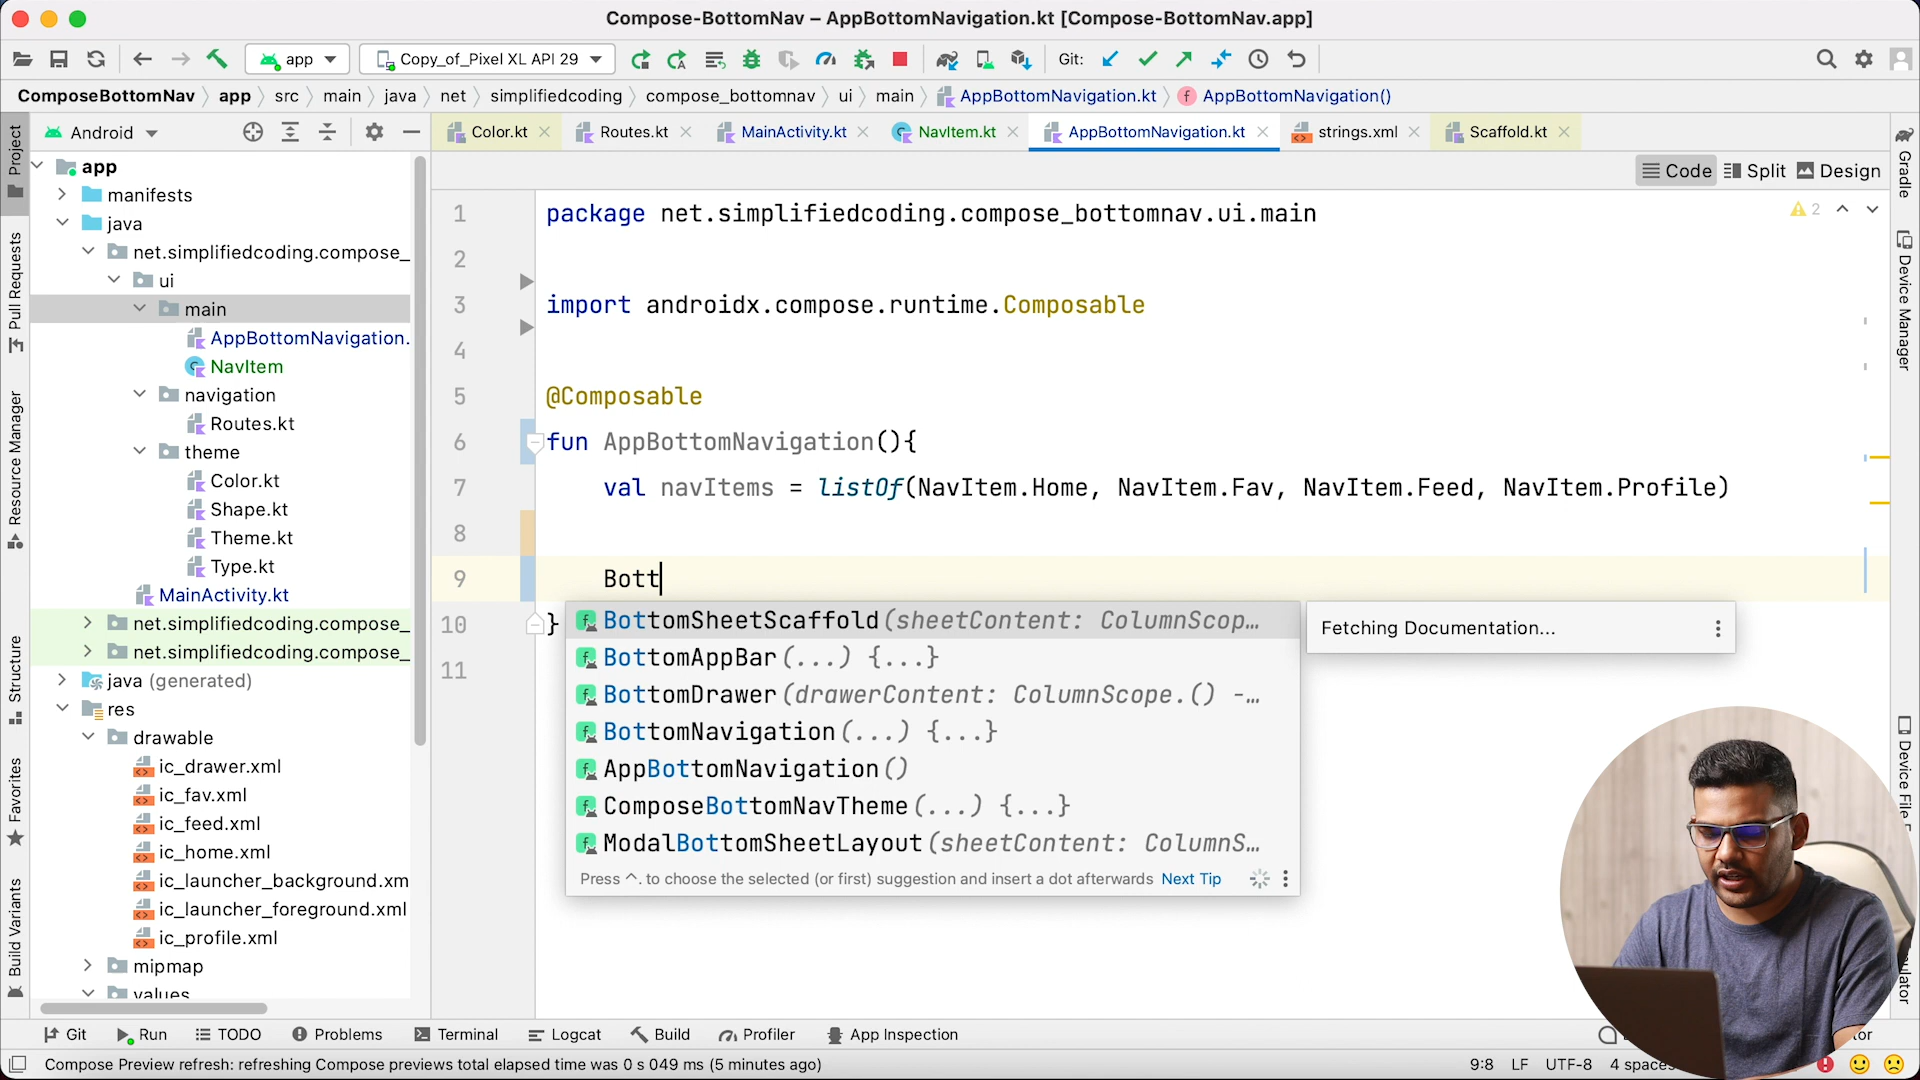 Compose-BottomNav – AppBottomNavigation.kt [Compose-BottomNav.app]
app
Copy_of_Pixel XL API 29
Git:
ComposeBottomNav
app
src
main
java
net
simplifiedcoding
compose_bottomnav
ui
main
AppBottomNavigation.kt
AppBottomNavigation()
Android
Color.kt
Routes.kt
MainActivity.kt
NavItem.kt
AppBottomNavigation.kt
strings.xml
Scaffold.kt
Code
Split
Design
Project
Pull Requests
Resource Manager
Structure
Favorites
Build Variants
app
manifests
java
net.simplifiedcoding.compose_
ui
main
AppBottomNavigation.
NavItem
navigation
Routes.kt
theme
Color.kt
Shape.kt
Theme.kt
Type.kt
MainActivity.kt
net.simplifiedcoding.compose_
net.simplifiedcoding.compose_
java (generated)
res
drawable
ic_drawer.xml
ic_fav.xml
ic_feed.xml
ic_home.xml
ic_launcher_background.xm
ic_launcher_foreground.xml
ic_profile.xml
mipmap
values
1 package net.simplifiedcoding.compose_bottomnav.ui.main
2
3 import androidx.compose.runtime.Composable
4
5 @Composable
6 fun AppBottomNavigation(){
7 val navItems = listOf(NavItem.Home, NavItem.Fav, NavItem.Feed, NavItem.Profile)
8
9 Bott
10 }
11
2
BottomSheetScaffold(sheetContent: ColumnScop…
BottomAppBar(...) {...}
BottomDrawer(drawerContent: ColumnScope.() -…
BottomNavigation(...) {...}
AppBottomNavigation()
ComposeBottomNavTheme(...) {...}
ModalBottomSheetLayout(sheetContent: ColumnS…
Press ^. to choose the selected (or first) suggestion and insert a dot afterwards Next Tip
Fetching Documentation...
Gradle
Device Manager
Device File
Git
Run
TODO
Problems
Terminal
Logcat
Build
Profiler
App Inspection
Compose Preview refresh: refreshing Compose previews total elapsed time was 0 s 049 ms (5 minutes ago)
9:8
LF
UTF-8
4 spaces